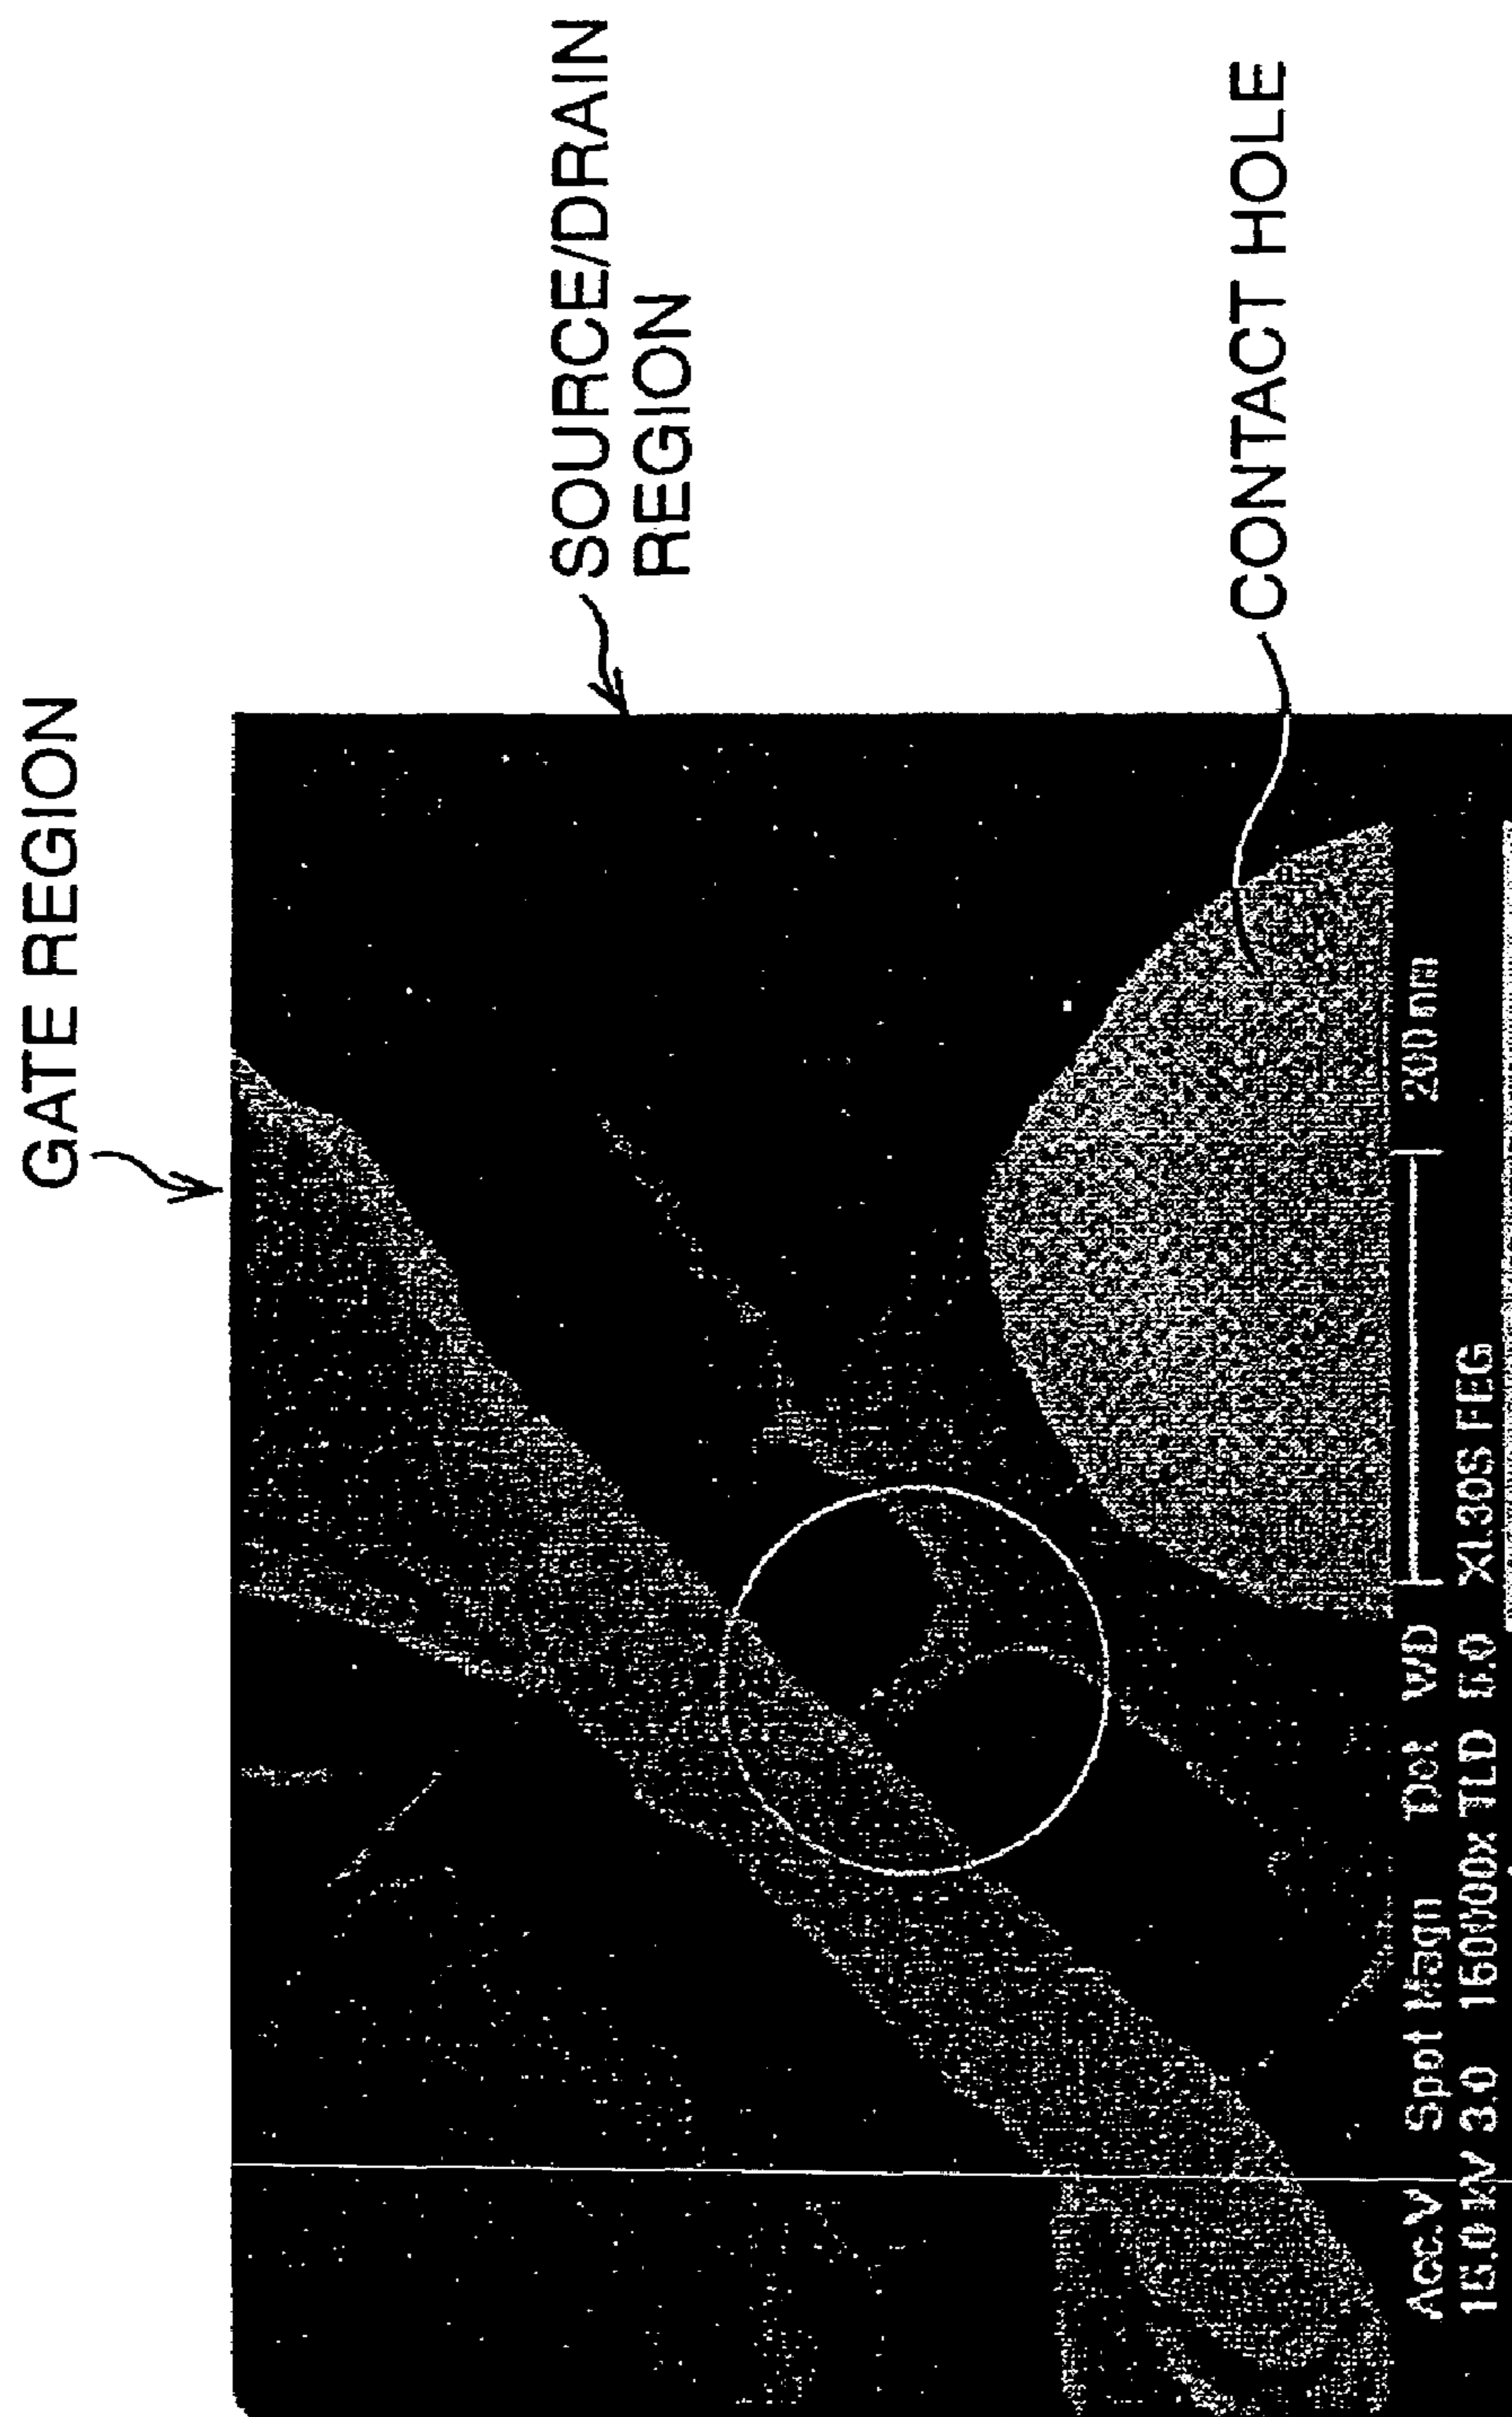 GATE REGION
SOURCE/DRAIN
REGION
CONTACT HOLE
200 nm
Acc.V Spot Magn Det WD
3.0 160000x TLD XL30S FEG